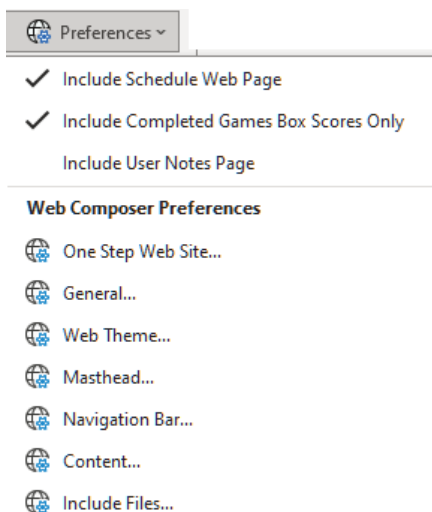 Preferences
Include Schedule Web Page
Include Completed Games Box Scores Only
Include User Notes Page
Web Composer Preferences
One Step Web Site...
General...
Web Theme...
Masthead...
Navigation Bar...
Content...
Include Files...